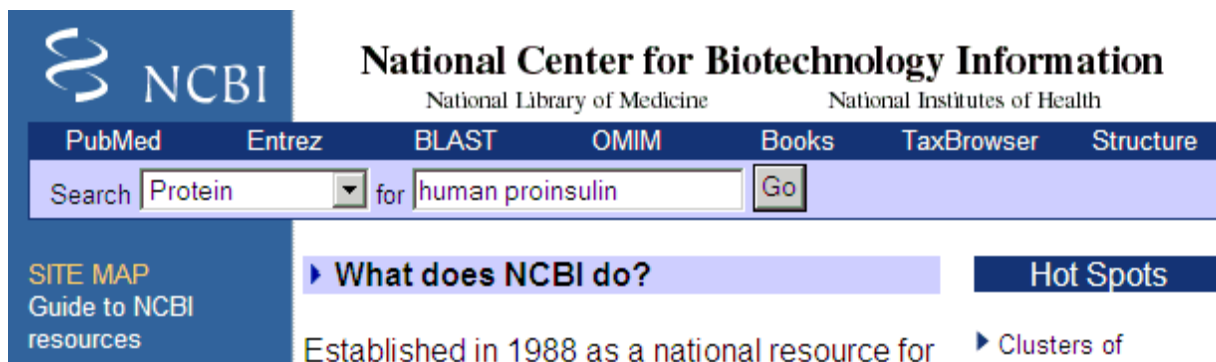 NCBI
National Center for Biotechnology Information
National Library of Medicine National Institutes of Health
PubMed Entrez BLAST OMIM Books TaxBrowser Structure
Search Protein for human proinsulin Go
SITE MAP
Guide to NCBI
resources
What does NCBI do?
Established in 1988 as a national resource for
Hot Spots
Clusters of